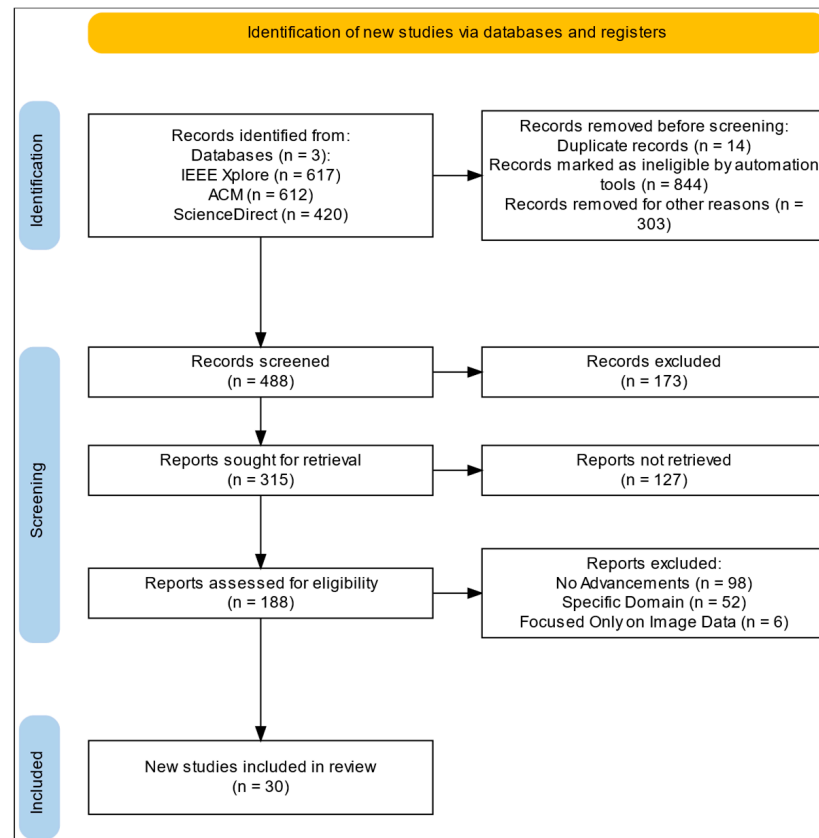 Identification of new studies via databases and registers
Identification
Records identified from:
Databases (n = 3):
IEEE Xplore (n = 617)
ACM (n = 612)
ScienceDirect (n = 420)
Records removed before screening:
Duplicate records (n = 14)
Records marked as ineligible by automation
tools (n = 844)
Records removed for other reasons (n =
303)
Screening
Records screened
(n = 488)
Records excluded
(n = 173)
Reports sought for retrieval
(n = 315)
Reports not retrieved
(n = 127)
Reports assessed for eligibility
(n = 188)
Reports excluded:
No Advancements (n = 98)
Specific Domain (n = 52)
Focused Only on Image Data (n = 6)
Included
New studies included in review
(n = 30)